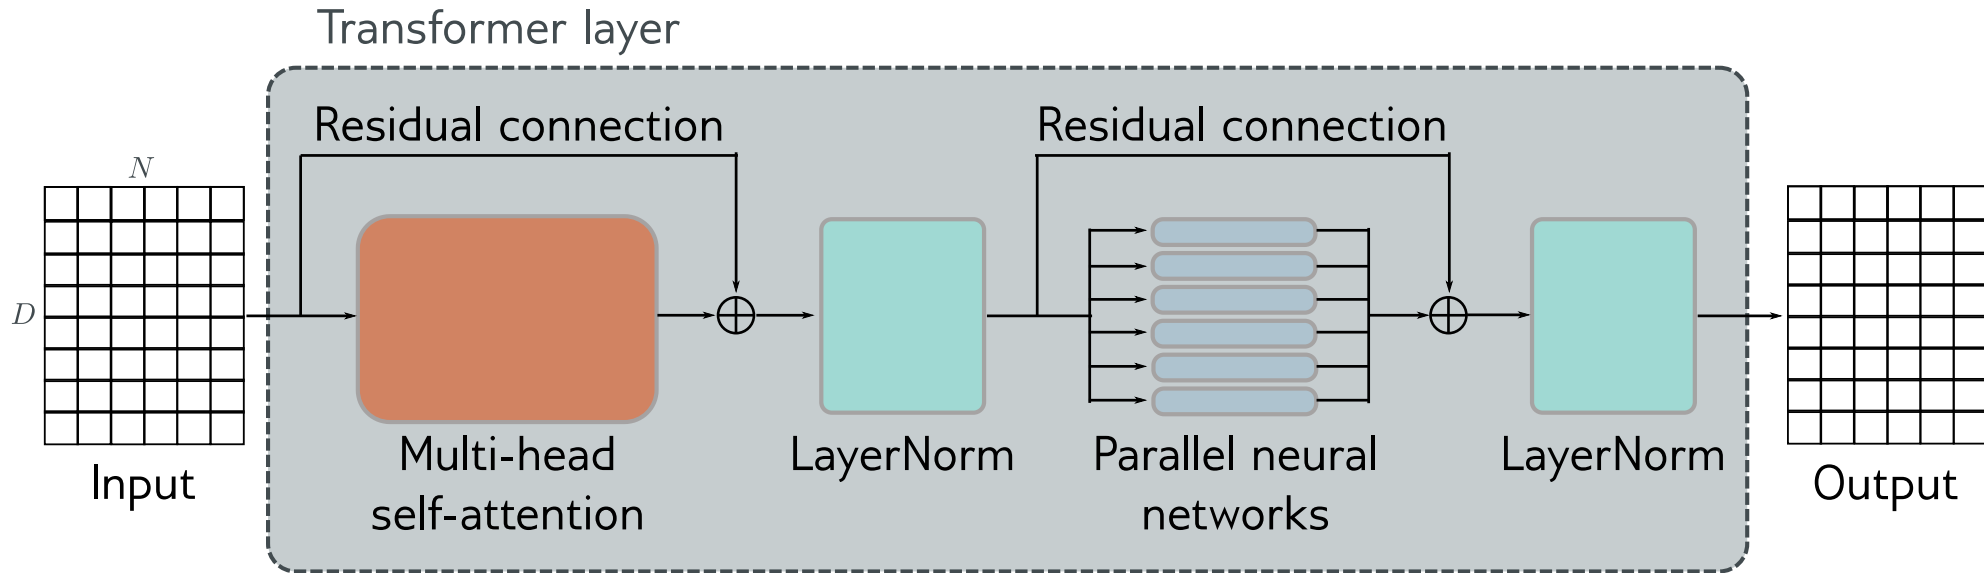 Transformer layer
Residual connection
Residual connection
N
D
Input
Multi-head
self-attention
LayerNorm
Parallel neural
networks
LayerNorm
Output